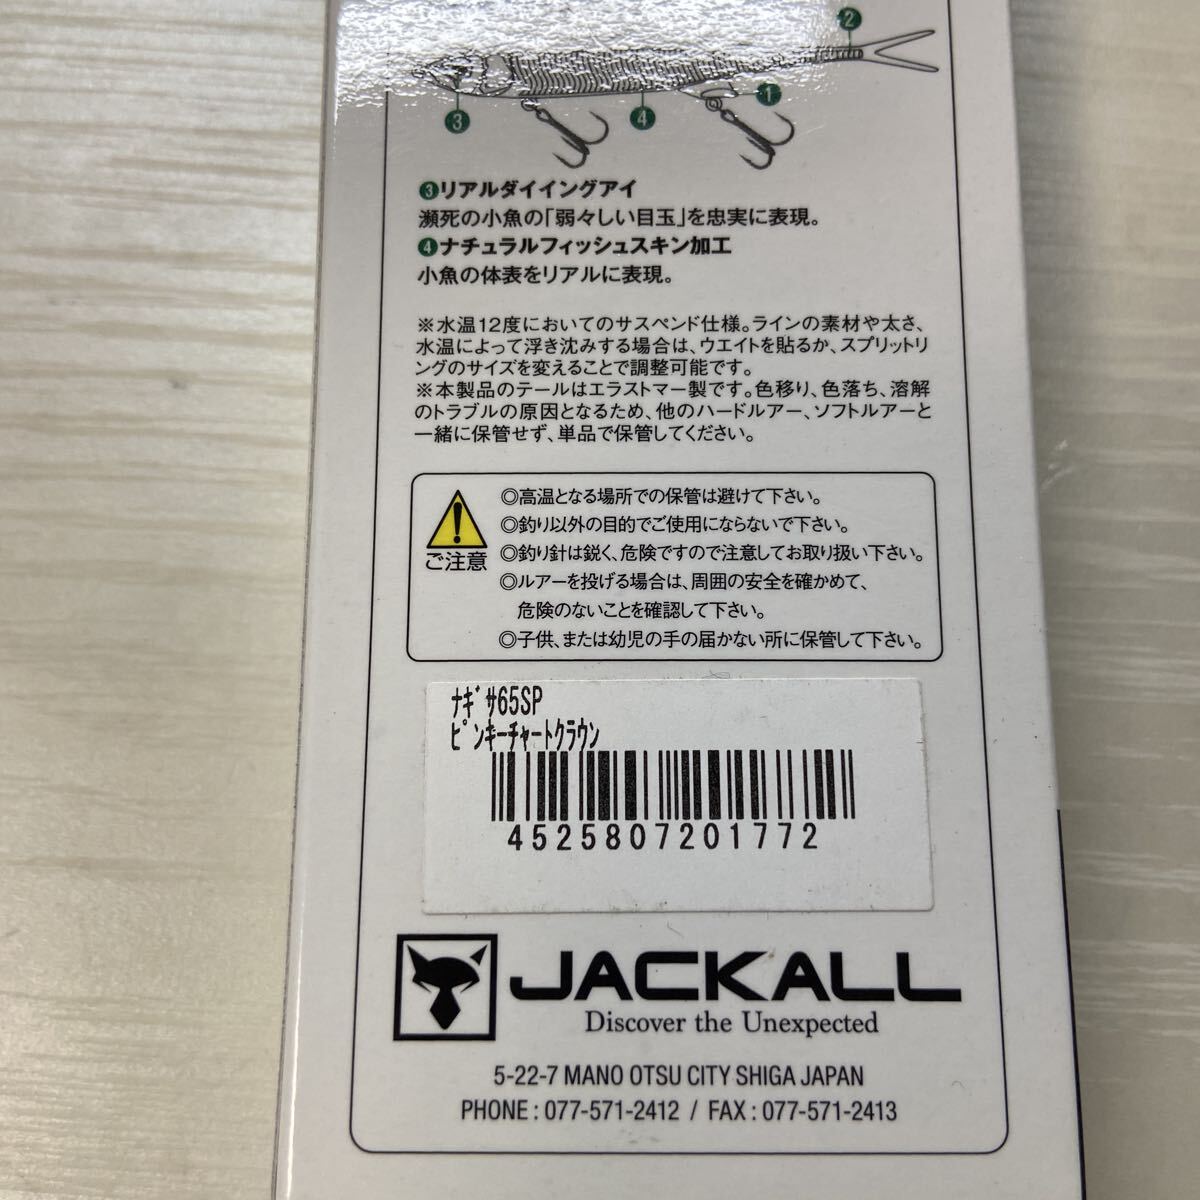 2
1
3
4
❸リアルダイイングアイ
瀕死の小魚の「弱々しい目玉」を忠実に表現。
❹ナチュラルフィッシュスキン加工
小魚の体表をリアルに表現。
※水温12度においてのサスペンド仕様。ラインの素材や太さ、
水温によって浮き沈みする場合は、ウエイトを貼るか、スプリットリ
ングのサイズを変えることで調整可能です。
※本製品のテールはエラストマー製です。色移り、色落ち、溶解
のトラブルの原因となるため、他のハードルアー、ソフトルアーと
一緒に保管せず、単品で保管してください。
ご注意
◎高温となる場所での保管は避けて下さい。
◎釣り以外の目的でご使用にならないで下さい。
◎釣り針は鋭く、危険ですので注意してお取り扱い下さい。
◎ルアーを投げる場合は、周囲の安全を確かめて、
危険のないことを確認して下さい。
◎子供、または幼児の手の届かない所に保管して下さい。
ﾅｷﾞｻ65SP
ﾋﾟﾝｷｰﾁｬｰﾄｸﾗｳﾝ
4525807201772
JACKALL
Discover the Unexpected
5-22-7 MANO OTSU CITY SHIGA JAPAN
PHONE : 077-571-2412 / FAX : 077-571-2413